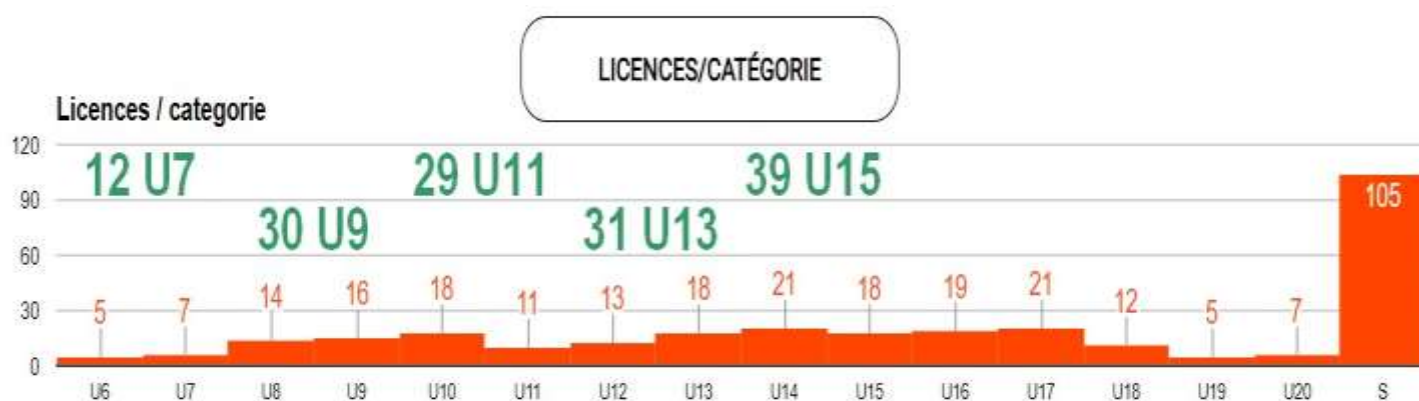 LICENCES/CATÉGORIE
Licences / categorie
120
12 U7 29 U11 39 U15
90
105
30 U9 31 U13
60
30
5 7 14 16 18 11 13 18 21 18 19 21 12 5 7
0
U6 U7 U8 U9 U10 U11 U12 U13 U14 U15 U16 U17 U18 U19 U20 S